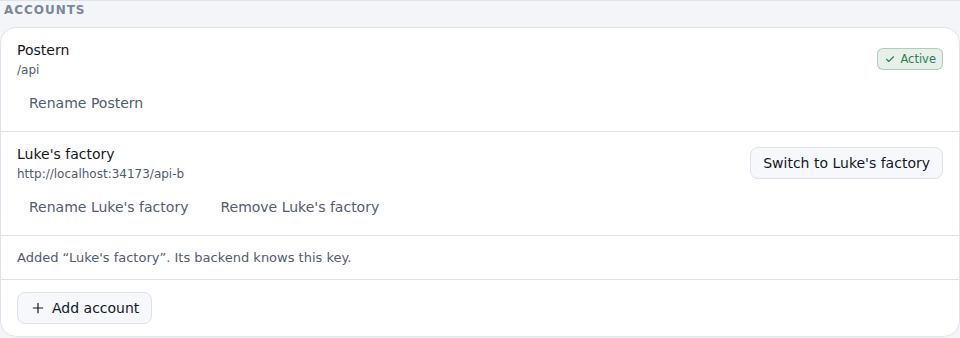 ACCOUNTS
Postern
/api
✓ Active
Rename Postern
Luke's factory
http://localhost:34173/api-b
Switch to Luke's factory
Rename Luke's factory
Remove Luke's factory
Added “Luke's factory”. Its backend knows this key.
+ Add account